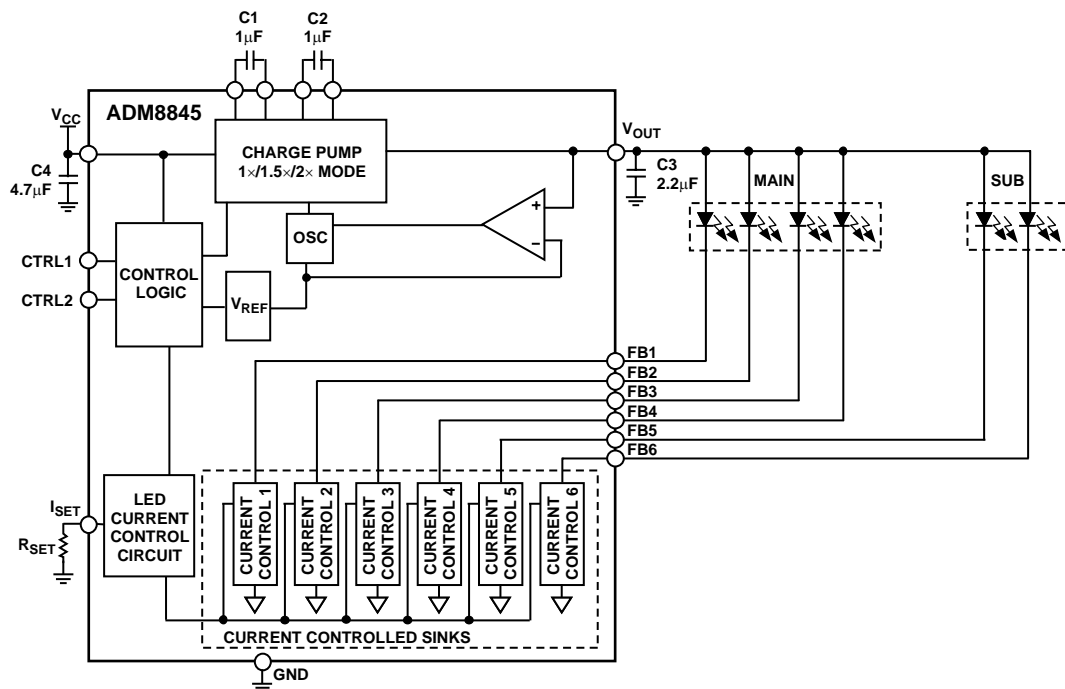 C1
1μF
C2
1μF
ADM8845
VCC
C4
4.7μF
CHARGE PUMP
1×/1.5×/2× MODE
VOUT
C3
2.2μF
MAIN
SUB
OSC
+
–
CTRL1
CTRL2
CONTROL
LOGIC
VREF
FB1
FB2
FB3
FB4
FB5
FB6
ISET
RSET
LED
CURRENT
CONTROL
CIRCUIT
CURRENT
CONTROL 1
CURRENT
CONTROL 2
CURRENT
CONTROL 3
CURRENT
CONTROL 4
CURRENT
CONTROL 5
CURRENT
CONTROL 6
CURRENT CONTROLLED SINKS
GND